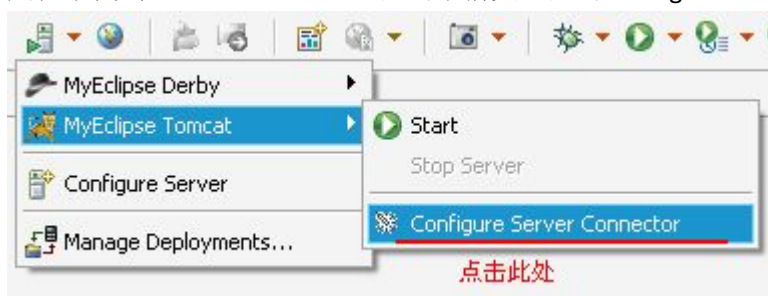 MyEclipse Derby
MyEclipse Tomcat
Configure Server
Manage Deployments...
Start
Stop Server
Configure Server Connector
点击此处